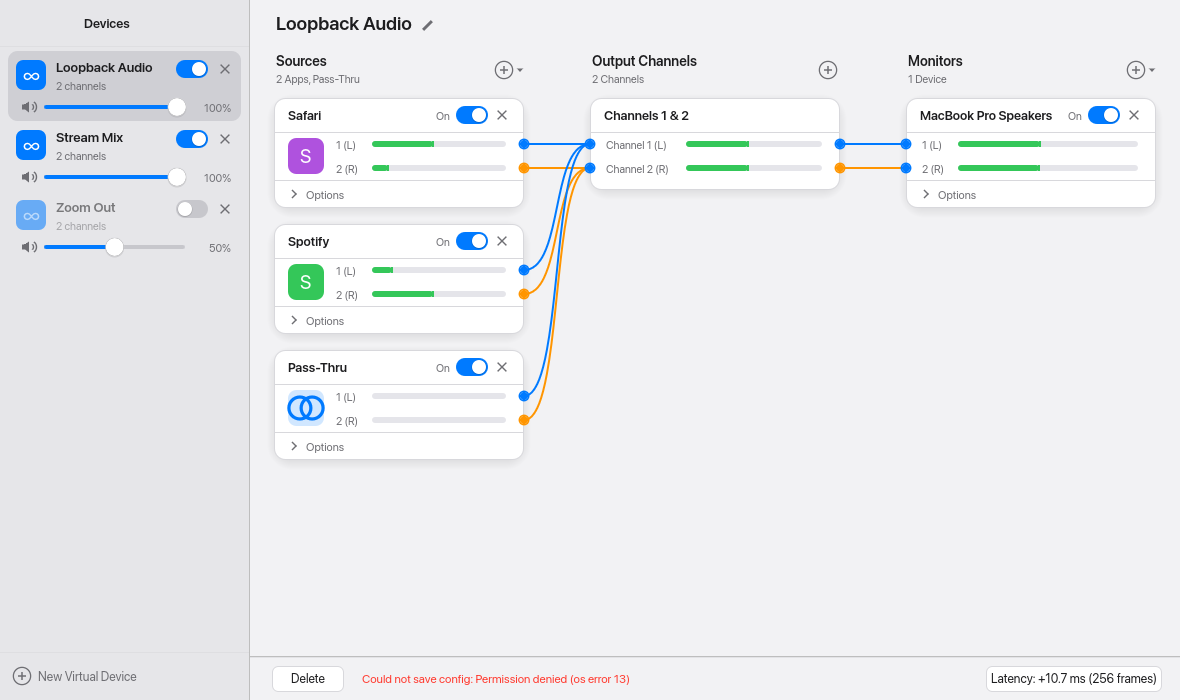 Devices
Loopback Audio
2 channels
100%
Stream Mix
2 channels
100%
Zoom Out
2 channels
50%
New Virtual Device
Loopback Audio
Sources
2 Apps, Pass-Thru
Output Channels
2 Channels
Monitors
1 Device
Safari
On
S
1 (L)
2 (R)
Options
Spotify
On
S
1 (L)
2 (R)
Options
Pass-Thru
On
1 (L)
2 (R)
Options
Channels 1 & 2
Channel 1 (L)
Channel 2 (R)
MacBook Pro Speakers
On
1 (L)
2 (R)
Options
Delete
Could not save config: Permission denied (os error 13)
Latency: +10.7 ms (256 frames)